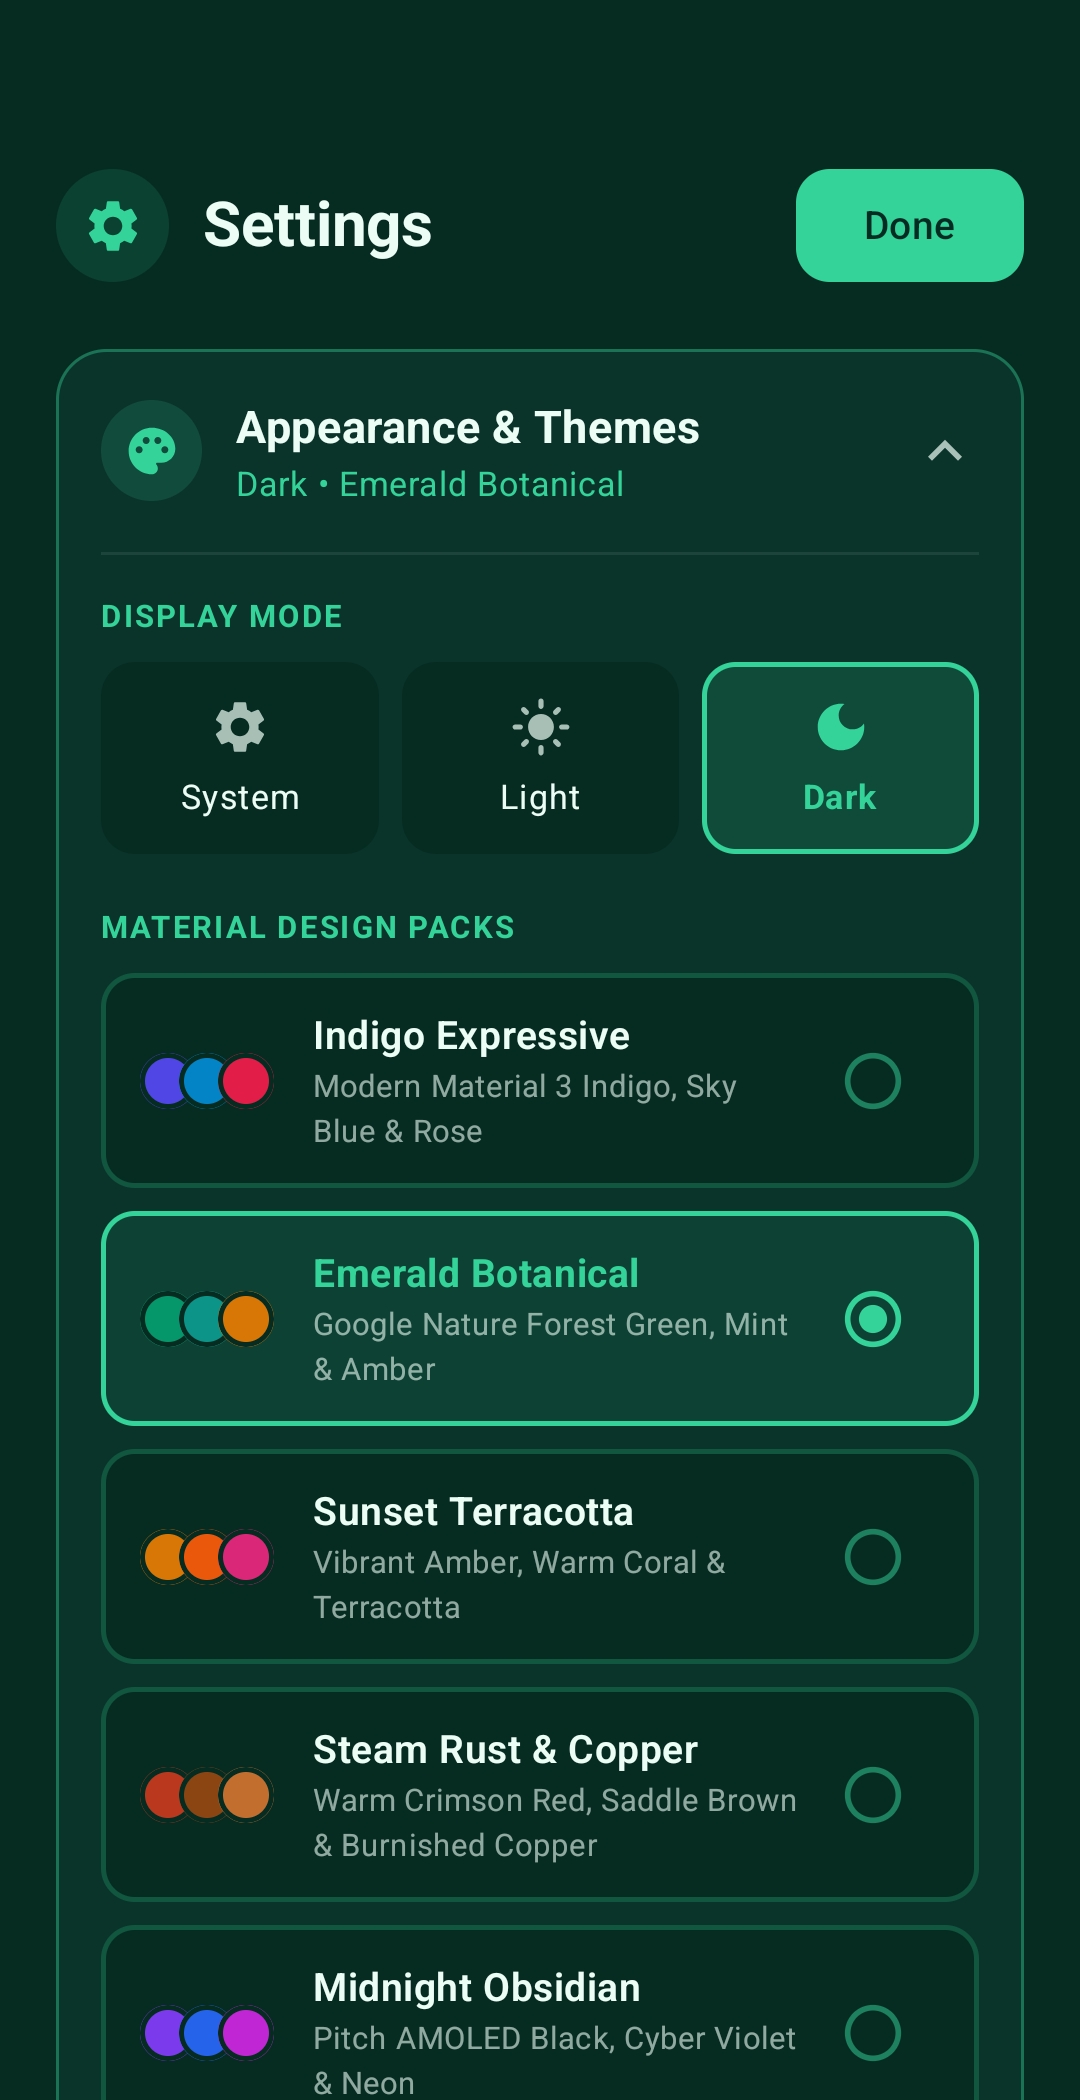 Settings
Done
Appearance & Themes
Dark • Emerald Botanical
DISPLAY MODE
System
Light
Dark
MATERIAL DESIGN PACKS
Indigo Expressive
Modern Material 3 Indigo, Sky
Blue & Rose
Emerald Botanical
Google Nature Forest Green, Mint
& Amber
Sunset Terracotta
Vibrant Amber, Warm Coral &
Terracotta
Steam Rust & Copper
Warm Crimson Red, Saddle Brown
& Burnished Copper
Midnight Obsidian
Pitch AMOLED Black, Cyber Violet
& Neon